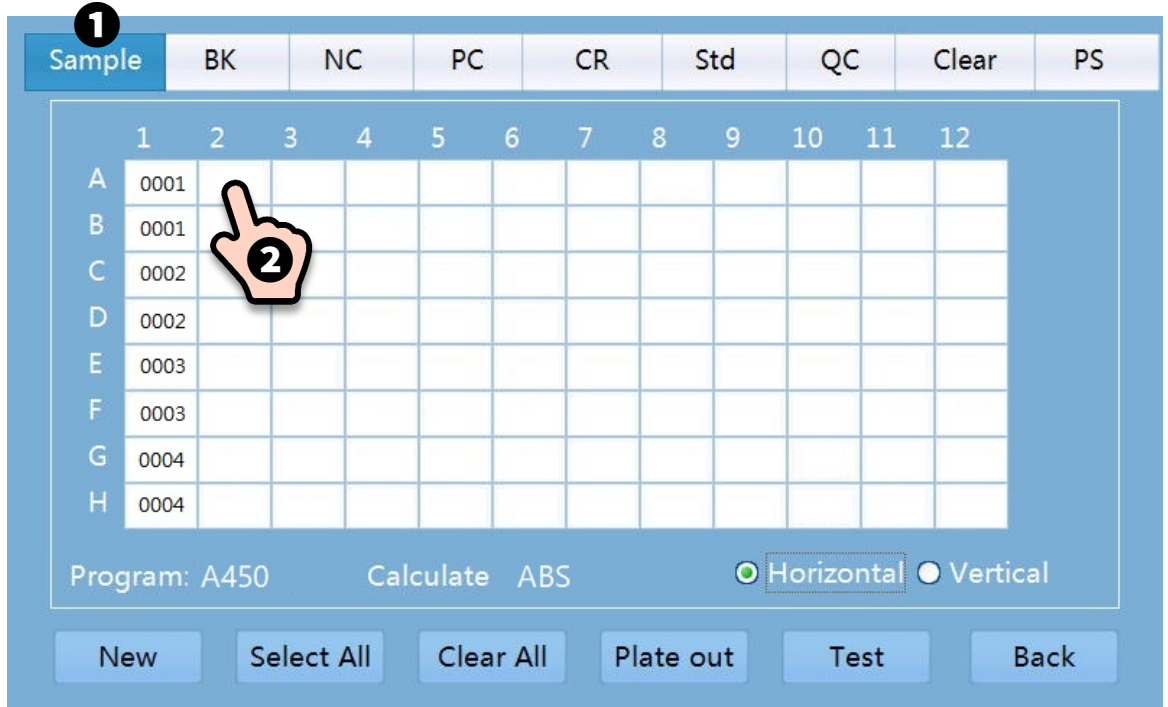 1
Sample BK NC PC CR Std QC Clear PS
1 2 3 4 5 6 7 8 9 10 11 12
A 0001
B 0001
2
C 0002
D 0002
E 0003
F 0003
G 0004
H 0004
Program: A450 Calculate ABS Horizontal Vertical
New Select All Clear All Plate out Test Back